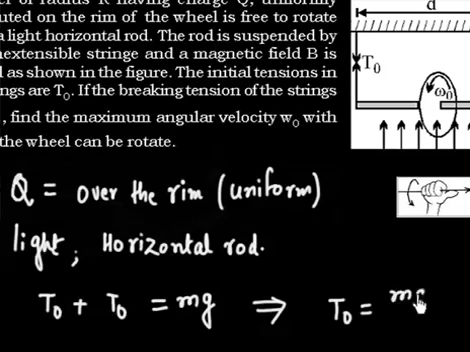 having charge Q, uniformly
uted on the rim of the wheel is free to rotate
a light horizontal rod. The rod is suspended by
nextensible stringe and a magnetic field B is
as shown in the figure. The initial tensions in
ngs are T₀. If the breaking tension of the strings
, find the maximum angular velocity w₀ with
the wheel can be rotate.
d
T₀
ω₀
Q = over the rim (uniform)
light, Horizontal rod.
T₀ + T₀ = mg ⇒ T₀ = m